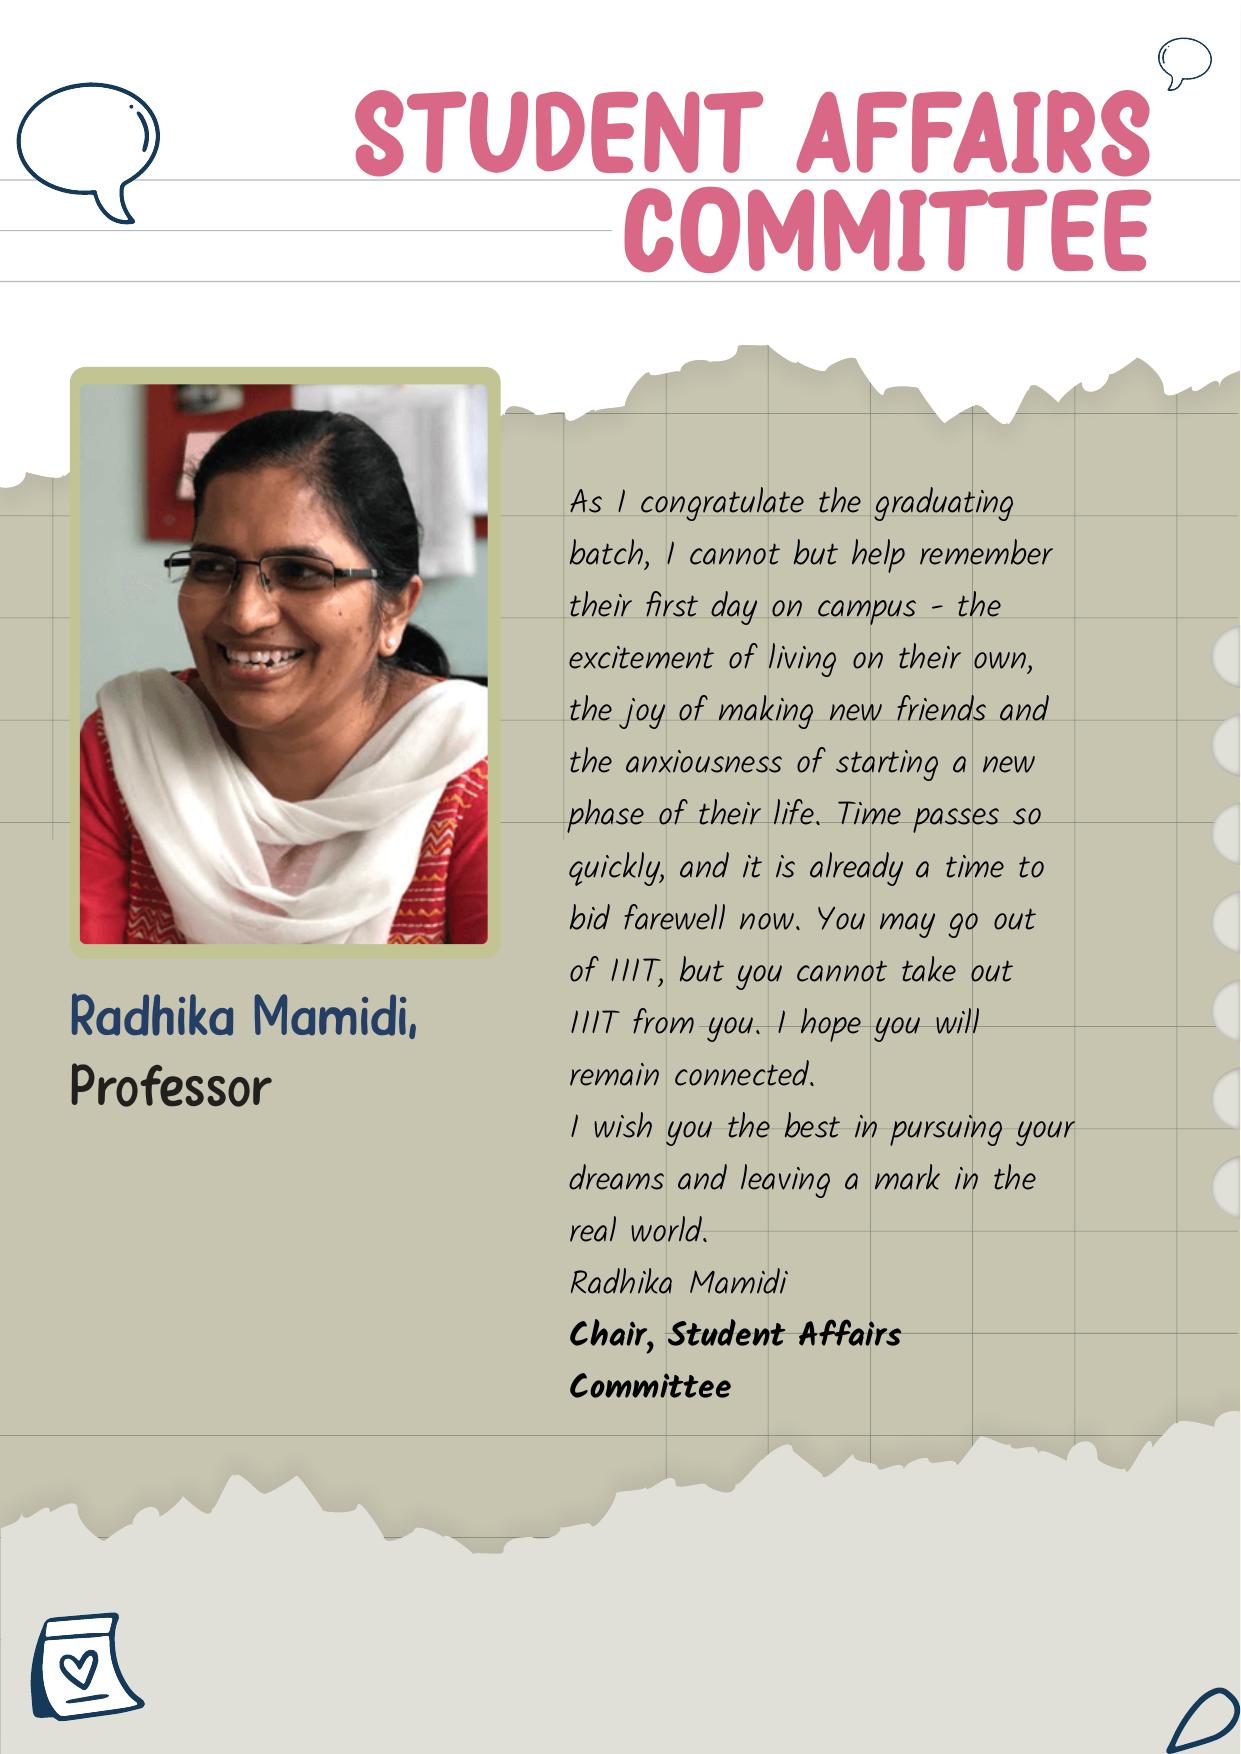 STUDENT AFFAIRS
COMMITTEE
As I congratulate the graduating
batch, I cannot but help remember
their first day on campus - the
excitement of living on their own,
the joy of making new friends and
the anxiousness of starting a new
phase of their life. Time passes so
quickly, and it is already a time to
bid farewell now. You may go out
of IIIT, but you cannot take out
IIIT from you. I hope you will
remain connected.
I wish you the best in pursuing your
dreams and leaving a mark in the
real world.
Radhika Mamidi
Chair, Student Affairs
Committee
Radhika Mamidi,
Professor